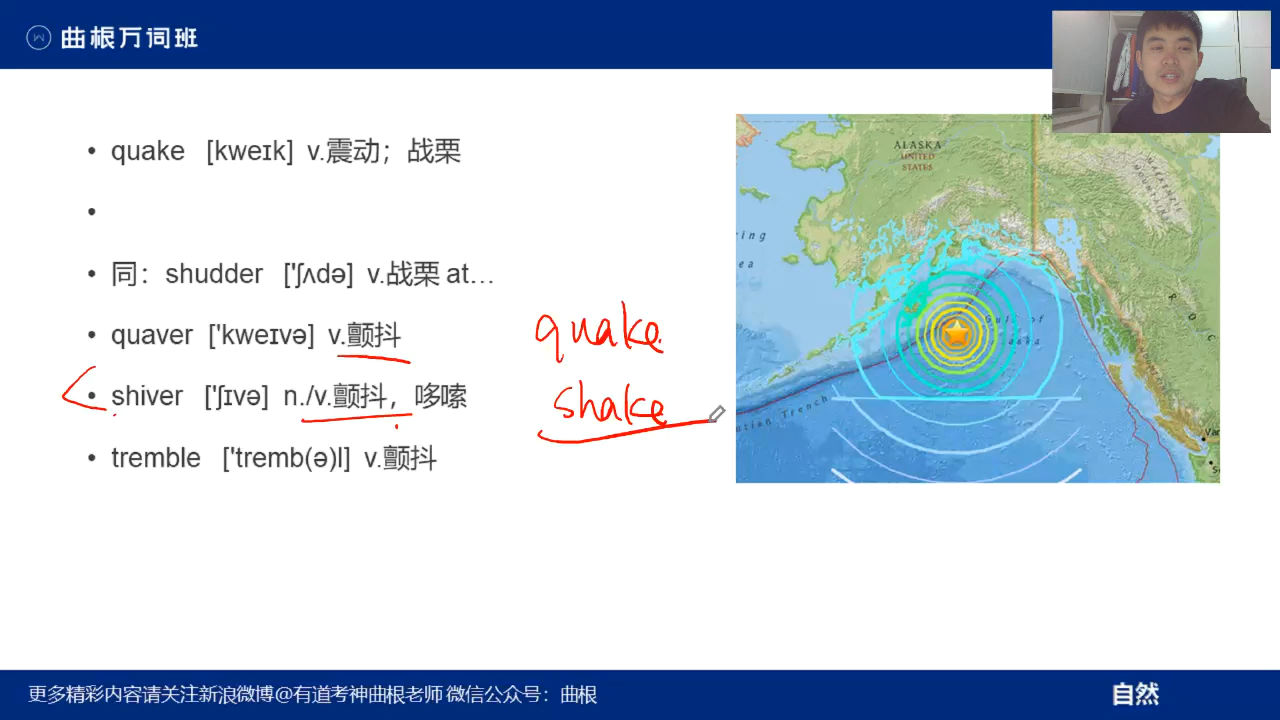 曲根万词班
quake [kweɪk] v.震动；战栗
同：shudder ['ʃʌdə] v.战栗 at…
quaver ['kweɪvə] v.颤抖
shiver ['ʃɪvə] n./v.颤抖，哆嗦
tremble ['tremb(ə)l] v.颤抖
quake
shake
ALASKA
UNITED
STATES
Gulf of
更多精彩内容请关注新浪微博@有道考神曲根老师 微信公众号：曲根
自然